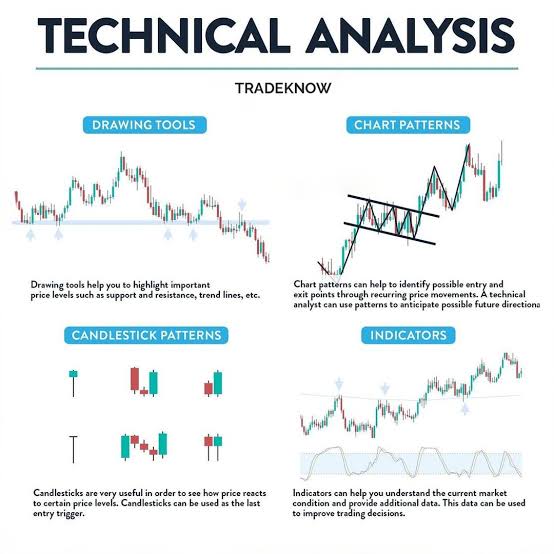 TECHNICAL ANALYSIS
TRADEKNOW
DRAWING TOOLS
Drawing tools help you to highlight important
price levels such as support and resistance, trend lines, etc.
CHART PATTERNS
Chart patterns can help to identify possible entry and
exit points through recurring price movements. A technical
analyst can use patterns to anticipate possible future directiona
CANDLESTICK PATTERNS
Candlesticks are very useful in order to see how price reacts
to certain price levels. Candlesticks can be used as the last
entry trigger.
INDICATORS
Indicators can help you understand the current market
condition and provide additional data. This data can be used
to improve trading decisions.